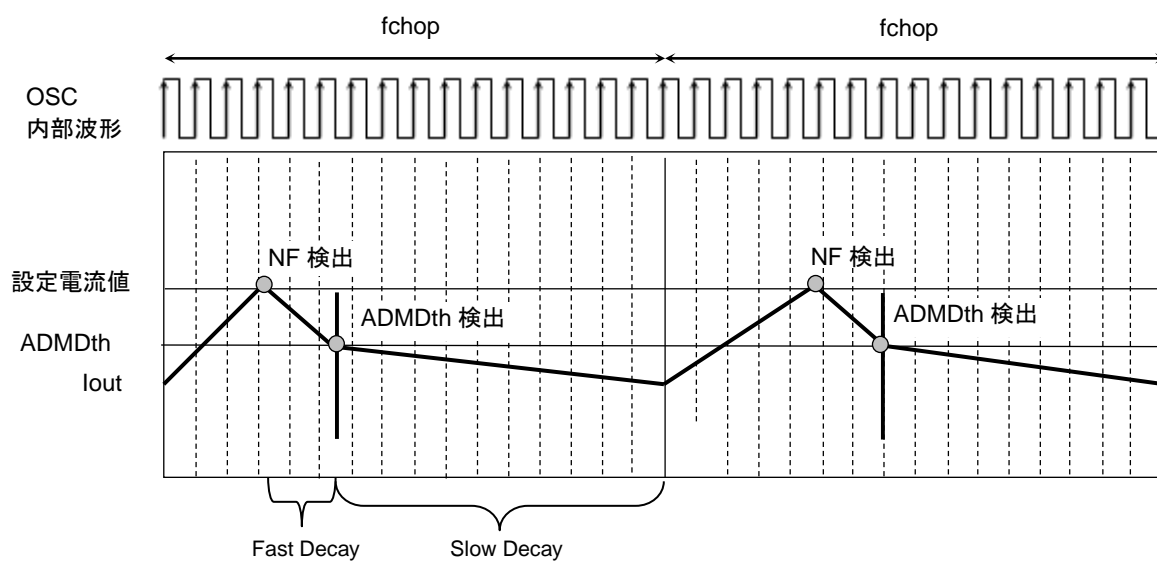 fchop
fchop
OSC
内部波形
NF 検出
NF 検出
設定電流値
ADMDth 検出
ADMDth 検出
ADMDth
Iout
Fast Decay
Slow Decay